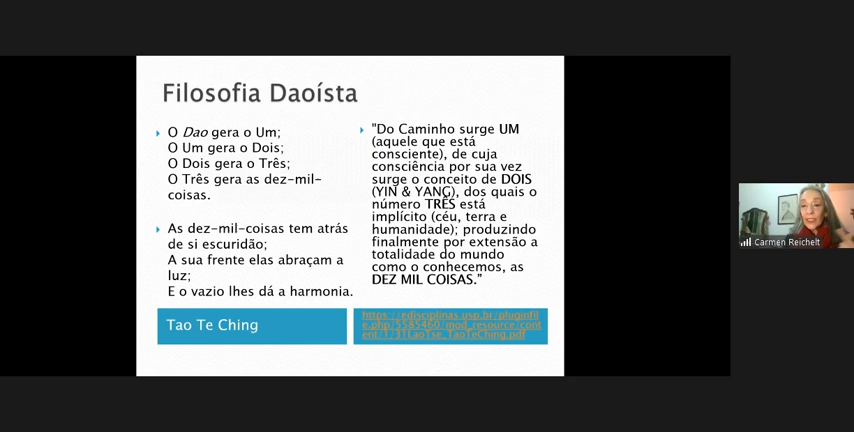 Filosofia Daoísta
O Dao gera o Um;
O Um gera o Dois;
O Dois gera o Três;
O Três gera as dez-mil-
coisas.
As dez-mil-coisas tem atrás
de si escuridão;
A sua frente elas abraçam a
luz;
E o vazio lhes dá a harmonia.
Tao Te Ching
"Do Caminho surge UM
(aquele que está
consciente), de cuja
consciência por sua vez
surge o conceito de DOIS
(YIN & YANG), dos quais o
número TRÊS está
implícito (céu, terra e
humanidade); produzindo
finalmente por extensão a
totalidade do mundo
como o conhecemos, as
DEZ MIL COISAS."
https://edisciplinas.usp.br/pluginfil
e.php/5585460/mod_resource/cont
ent/1/31LaoTse_TaoTeChing.pdf
Carmen Reichelt